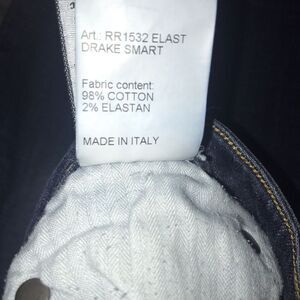 Art.: RR1532 ELAST
DRAKE SMART
Fabric content:
98% COTTON
2% ELASTAN
MADE IN ITALY